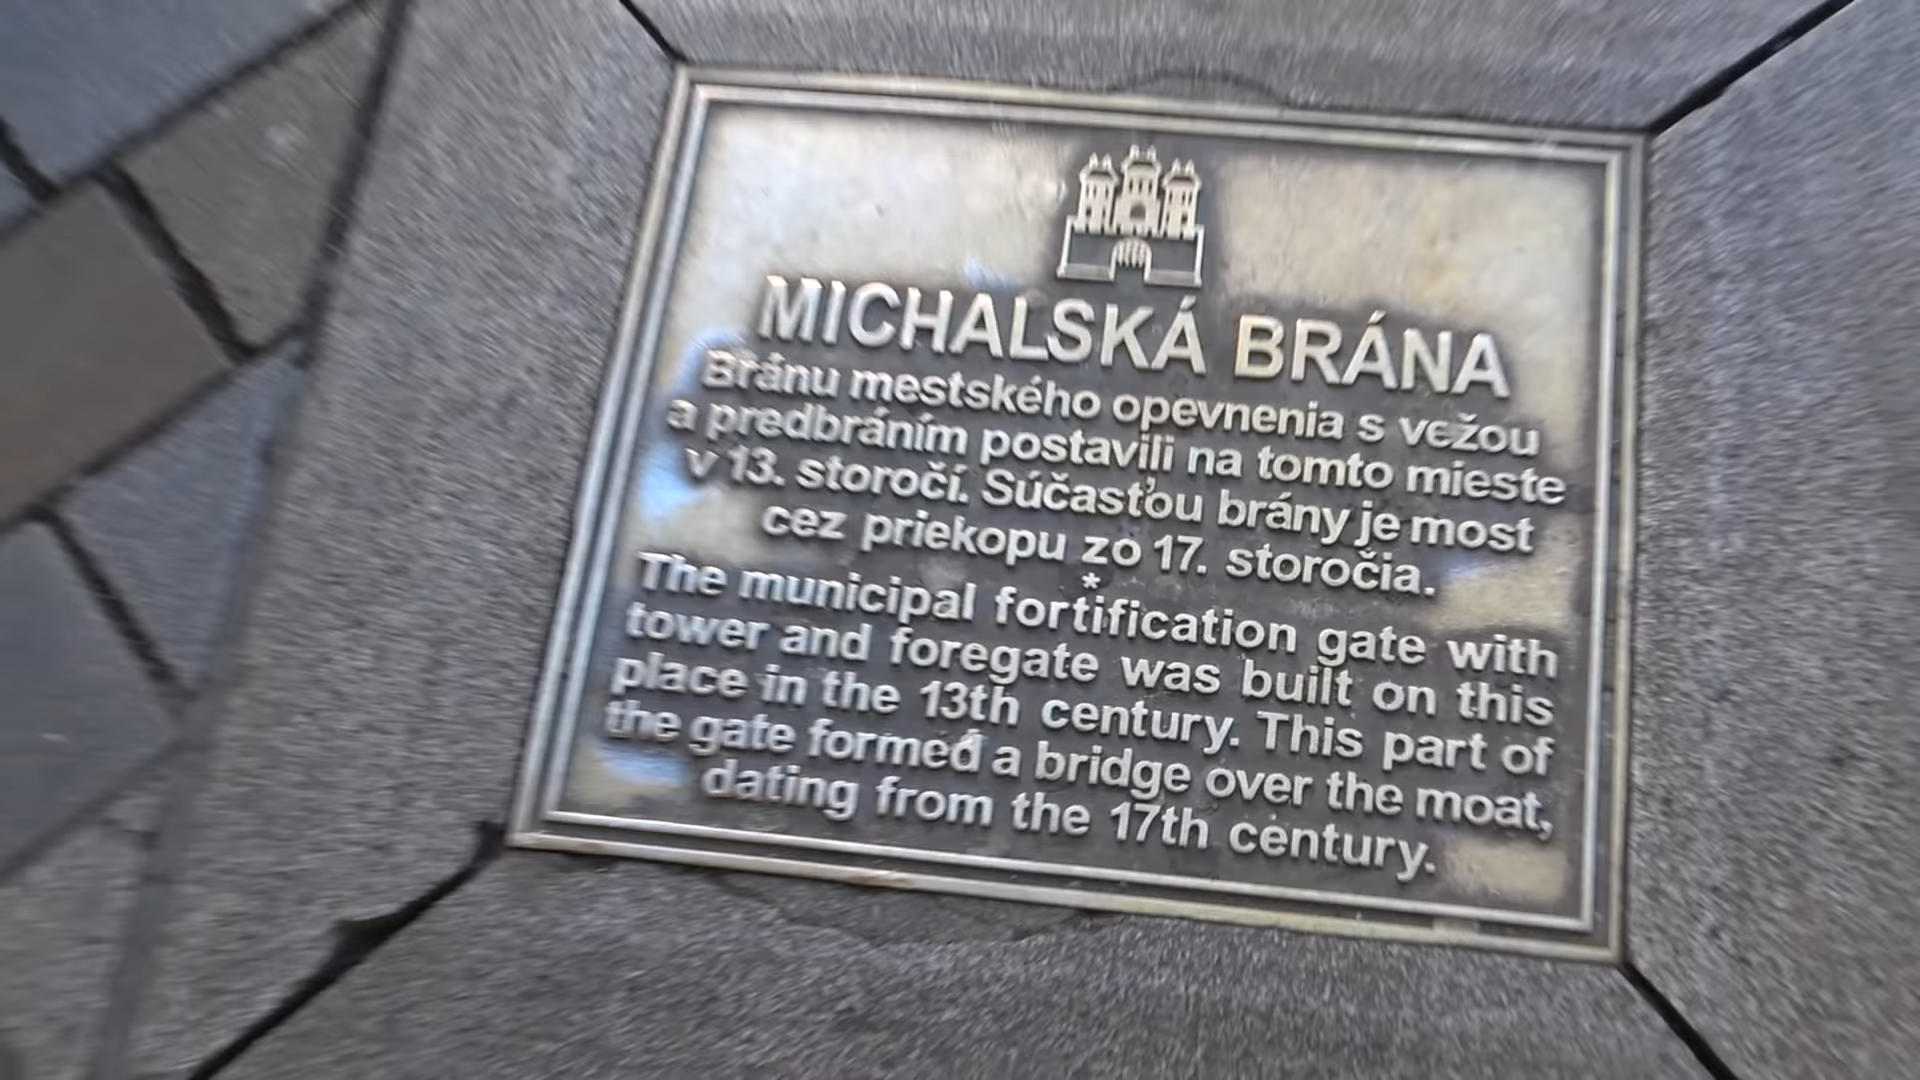 MICHALSKÁ BRÁNA
Bránu mestského opevnenia s vežou
a predbráním postavili na tomto mieste
v 13. storočí. Súčasťou brány je most
cez priekopu zo 17. storočia.
*
The municipal fortification gate with
tower and foregate was built on this
place in the 13th century. This part of
the gate formed a bridge over the moat,
dating from the 17th century.